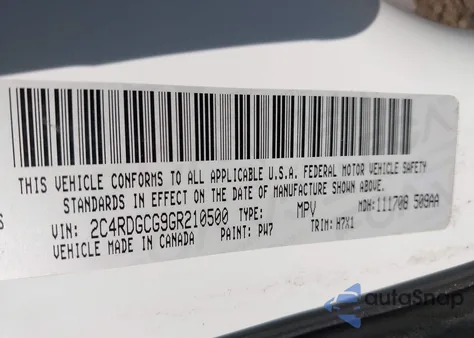 THIS VEHICLE CONFORMS TO ALL APPLICABLE U.S.A. FEDERAL MOTOR VEHICLE SAFETY
STANDARDS IN EFFECT ON THE DATE OF MANUFACTURE SHOWN ABOVE.
VIN: 2C4RDGCG9GR210500 TYPE: MPV MDH: 111708 509AA
VEHICLE MADE IN CANADA PAINT: PW7 TRIM: H7X1
autoSnap